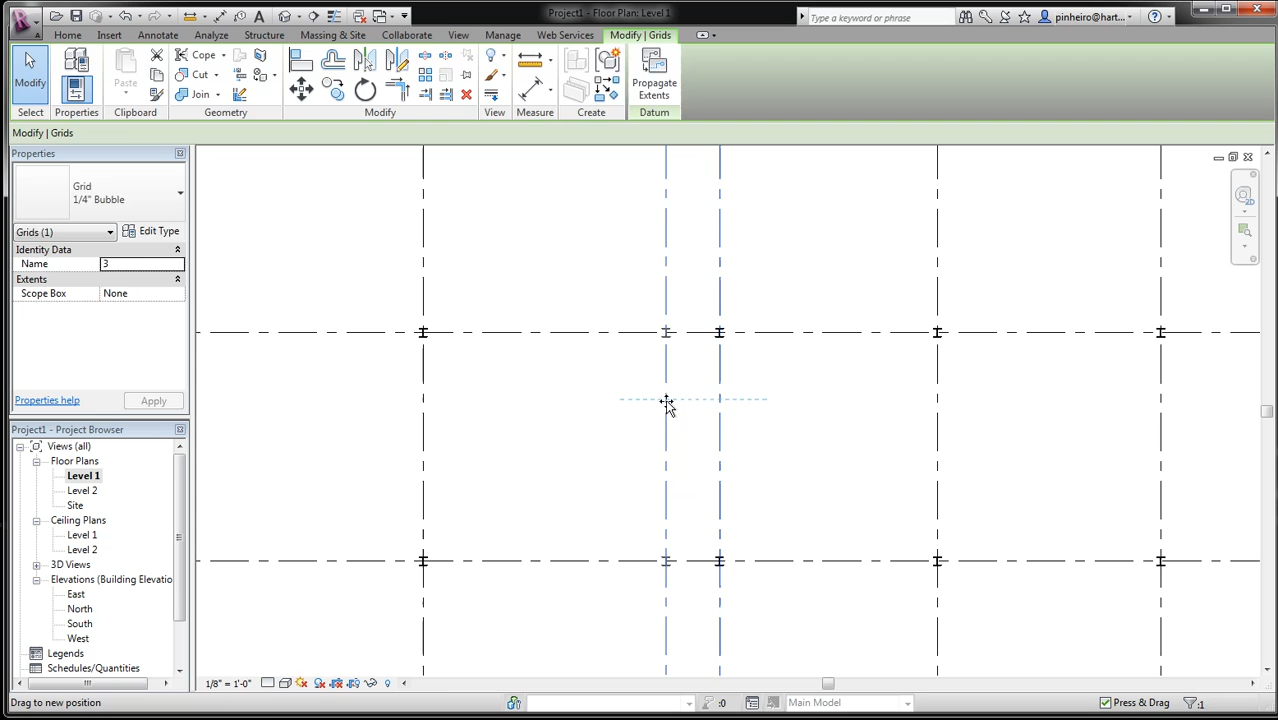 Project1 - Floor Plan: Level 1
Type a keyword or phrase
pinheiro@hart...
Home Insert Annotate Analyze Structure Massing & Site Collaborate View Manage Web Services Modify | Grids
Modify
Paste
Cope
Cut
Join
Propagate
Extents
Select Properties Clipboard Geometry Modify View Measure Create Datum
Modify | Grids
Properties
Grid
1/4" Bubble
Grids (1) Edit Type
Identity Data
Name 3
Extents
Scope Box None
Properties help Apply
Project1 - Project Browser
Views (all)
Floor Plans
Level 1
Level 2
Site
Ceiling Plans
Level 1
Level 2
3D Views
Elevations (Building Elevatio
East
North
South
West
Legends
Schedules/Quantities
2D
1/8" = 1'-0"
Drag to new position
:0
Main Model
Press & Drag
:1